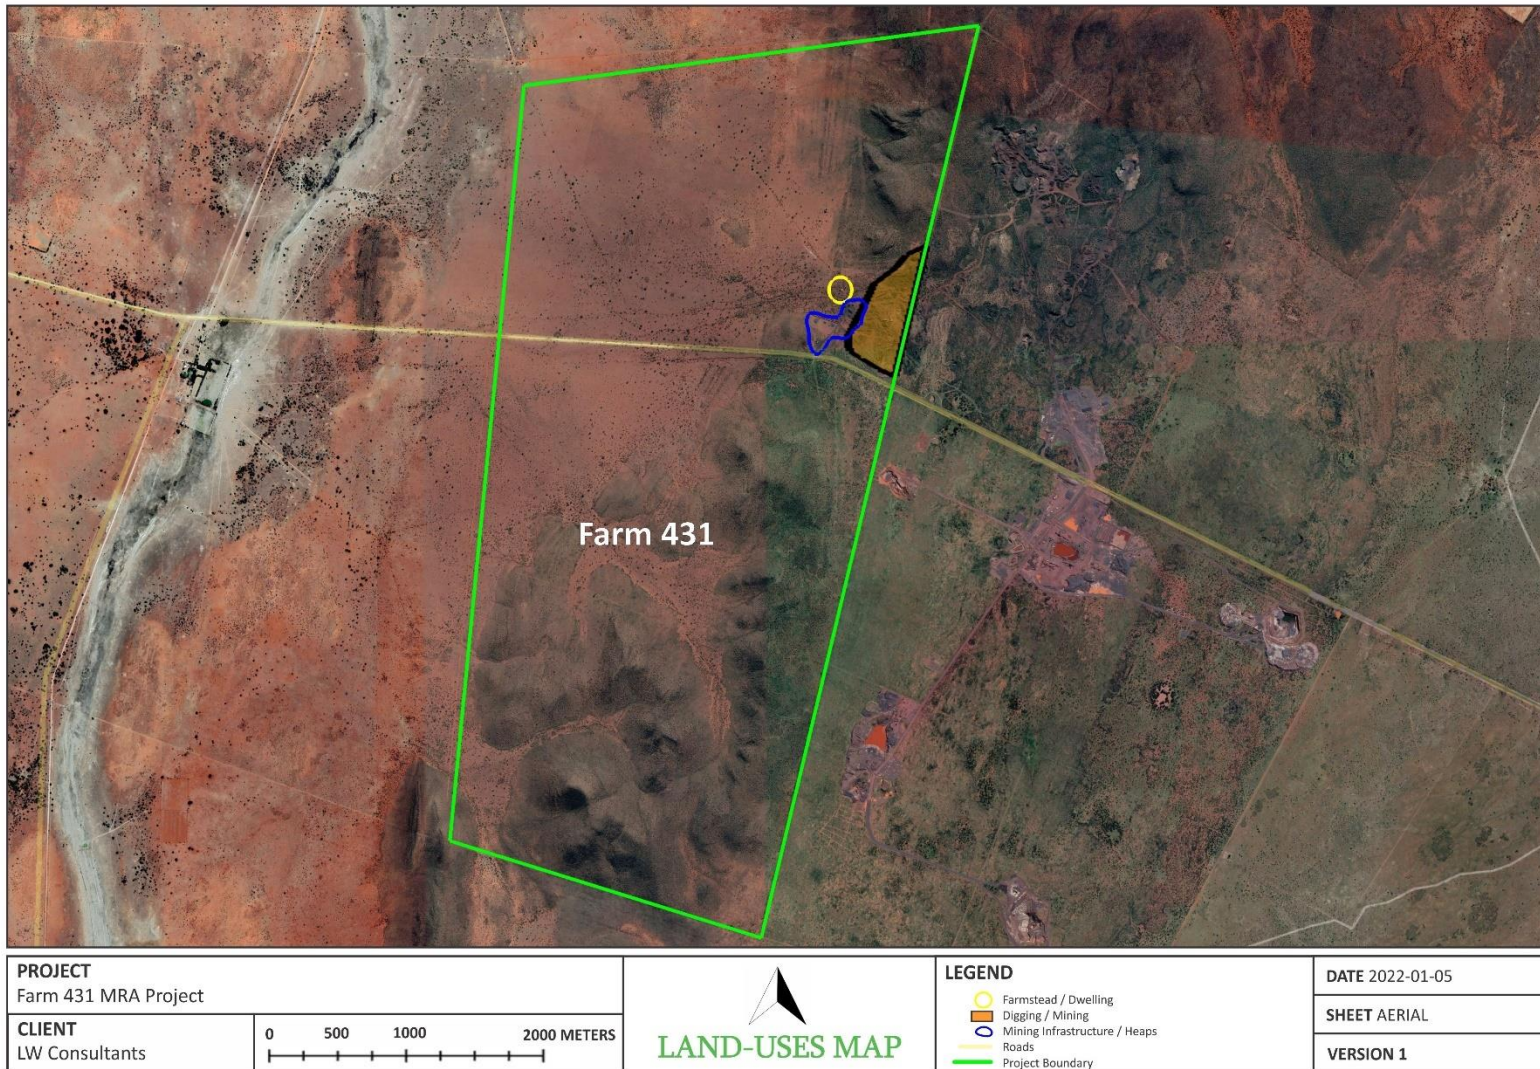 Farm 431
PROJECT
Farm 431 MRA Project
CLIENT
LW Consultants
0 500 1000 2000 METERS
LAND-USES MAP
LEGEND
Farmstead / Dwelling
Digging / Mining
Mining Infrastructure / Heaps
Roads
Project Boundary
DATE 2022-01-05
SHEET AERIAL
VERSION 1